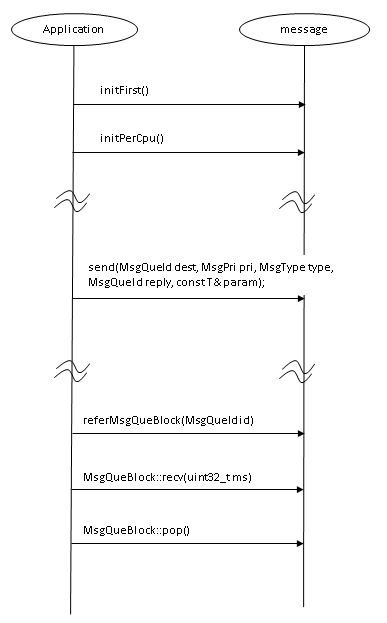 Application
message
initFirst()
initPerCpu()
send(MsgQueId dest, MsgPri pri, MsgType type,
MsgQueId reply, const T& param);
referMsgQueBlock(MsgQueId id)
MsgQueBlock::recv(uint32_t ms)
MsgQueBlock::pop()